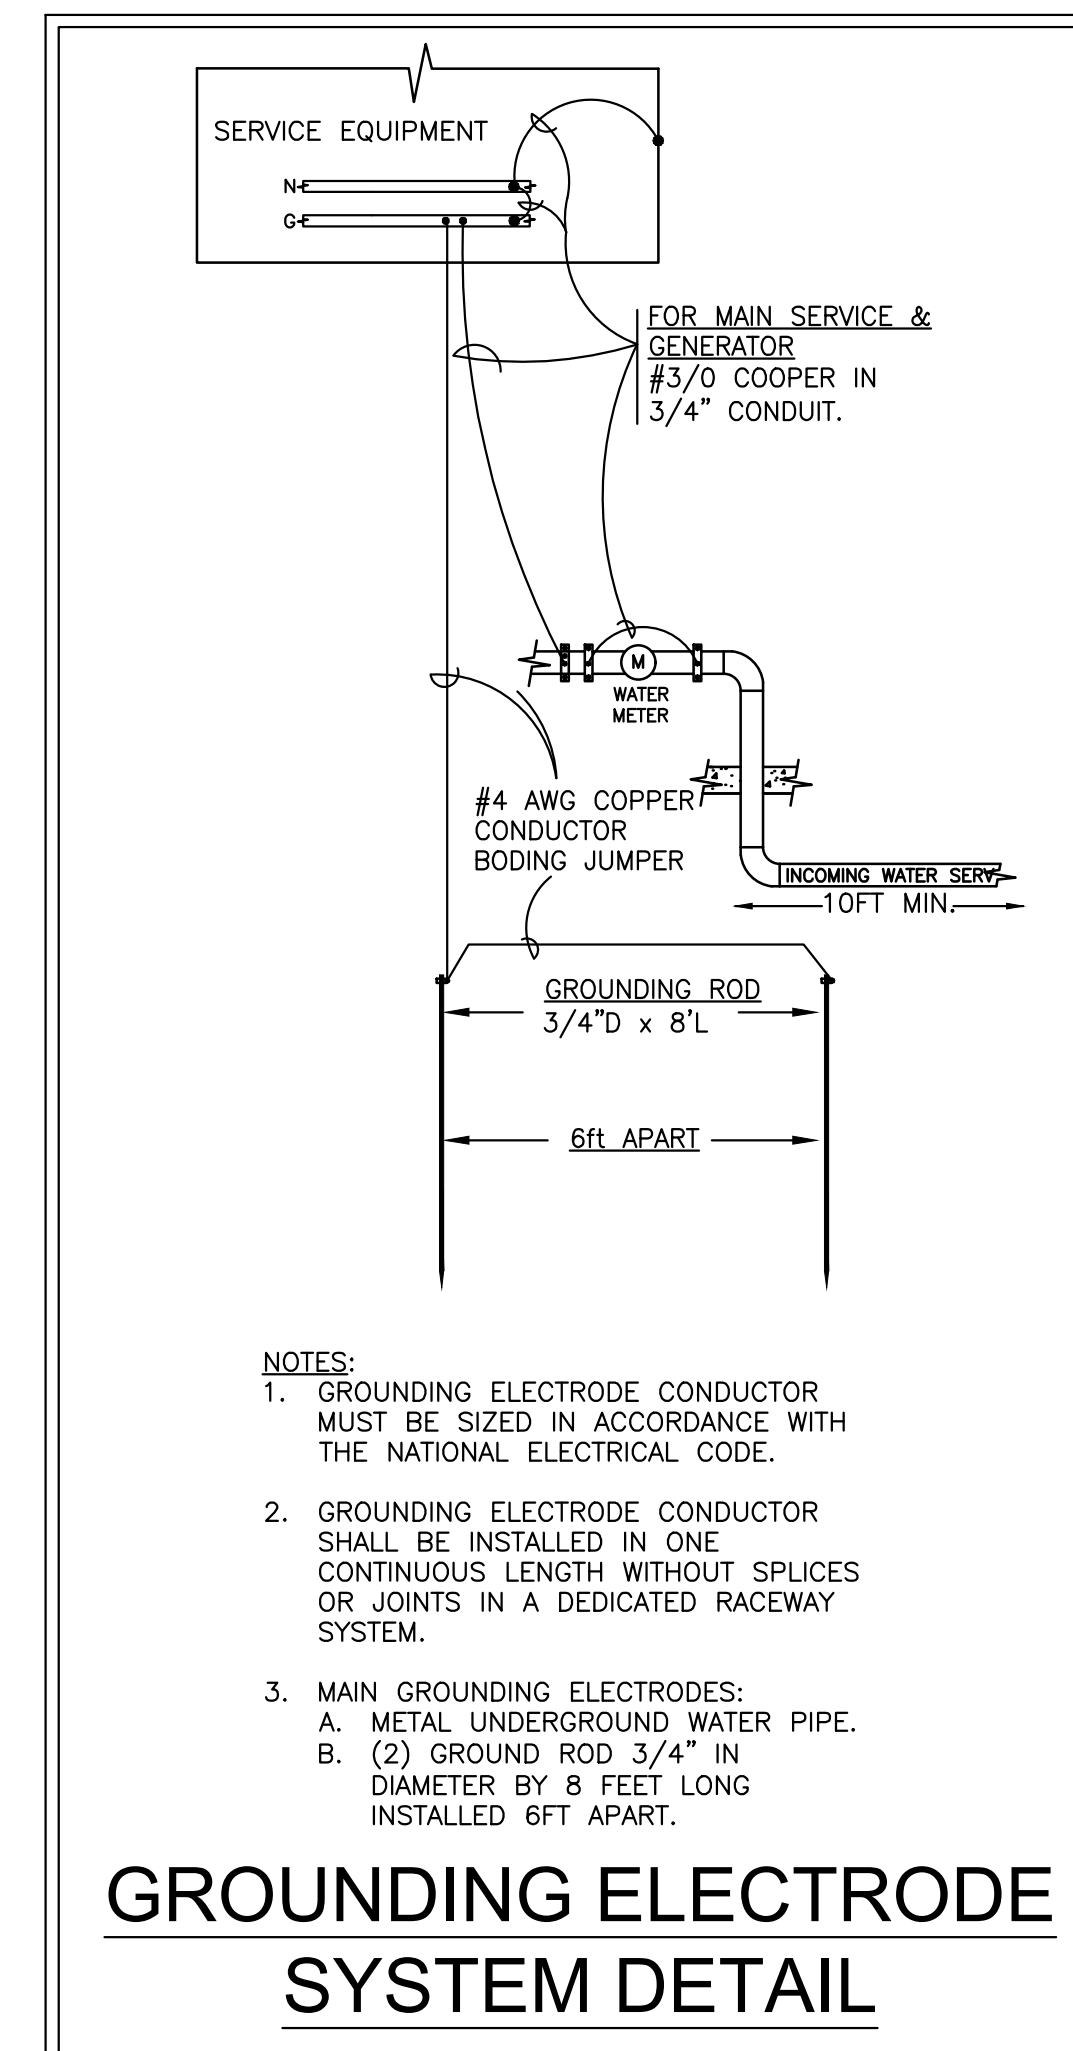 SERVICE EQUIPMENT
N
G
FOR MAIN SERVICE &
GENERATOR
#3/0 COOPER IN
3/4" CONDUIT.
M
WATER
METER
#4 AWG COPPER
CONDUCTOR
BODING JUMPER
INCOMING WATER SERV
10FT MIN.
GROUNDING ROD
3/4"D x 8'L
6ft APART
NOTES:
1. GROUNDING ELECTRODE CONDUCTOR
MUST BE SIZED IN ACCORDANCE WITH
THE NATIONAL ELECTRICAL CODE.
2. GROUNDING ELECTRODE CONDUCTOR
SHALL BE INSTALLED IN ONE
CONTINUOUS LENGTH WITHOUT SPLICES
OR JOINTS IN A DEDICATED RACEWAY
SYSTEM.
3. MAIN GROUNDING ELECTRODES:
A. METAL UNDERGROUND WATER PIPE.
B. (2) GROUND ROD 3/4" IN
DIAMETER BY 8 FEET LONG
INSTALLED 6FT APART.
GROUNDING ELECTRODE
SYSTEM DETAIL